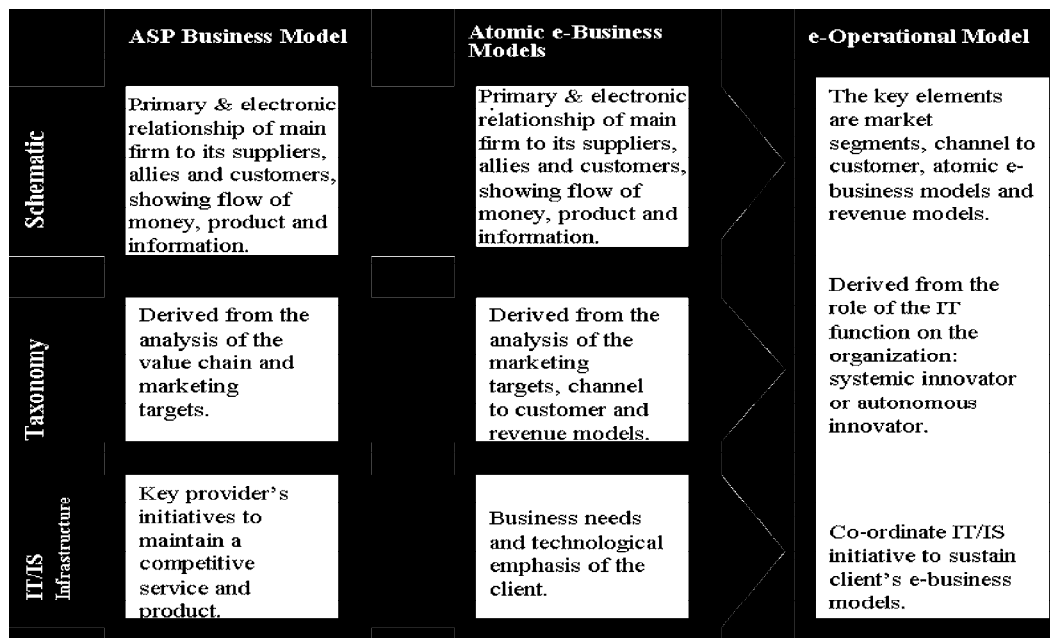 ASP Business Model
Atomic e-Business
Models
e-Operational Model
Schematic
Primary & electronic
relationship of main
firm to its suppliers,
allies and customers,
showing flow of
money, product and
information.
Primary & electronic
relationship of main
firm to its suppliers,
allies and customers,
showing flow of
money, product and
information.
The key elements
are market
segments, channel to
customer, atomic e-
business models and
revenue models.
Taxonomy
Derived from the
analysis of the
value chain and
marketing
targets.
Derived from the
analysis of the
marketing
targets, channel
to customer and
revenue models.
Derived from the
role of the IT
function on the
organization:
systemic innovator
or autonomous
innovator.
IT/IS
Infrastructure
Key provider's
initiatives to
maintain a
competitive
service and
product.
Business needs
and technological
emphasis of the
client.
Co-ordinate IT/IS
initiative to sustain
client's e-business
models.